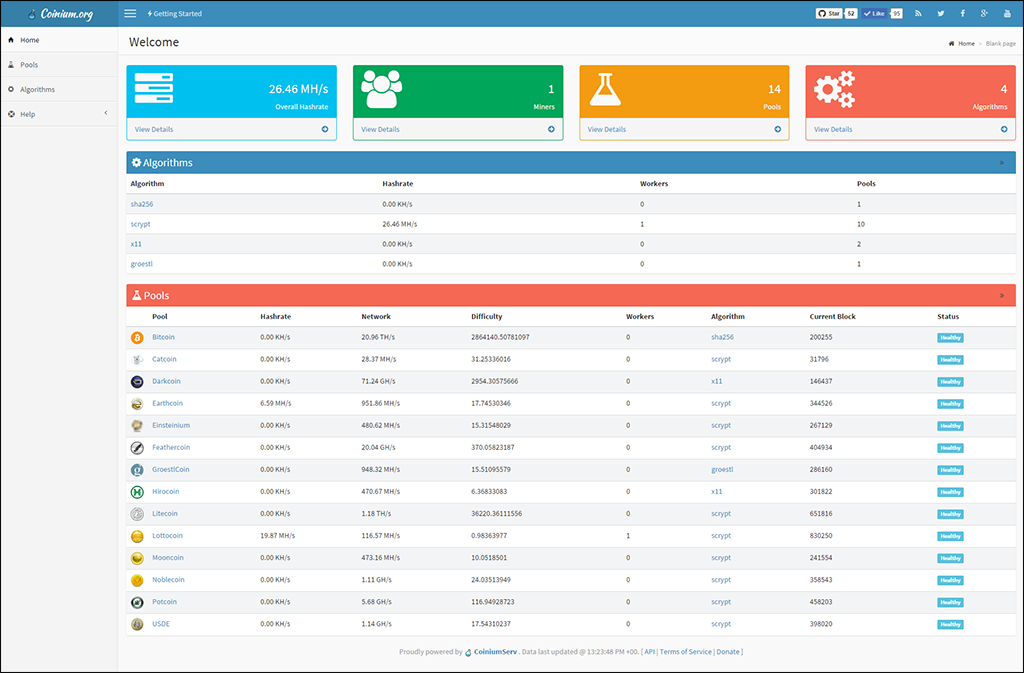 Coinium.org Getting Started Star 52 Like 95
Home
Pools
Algorithms
Help
Welcome
Home > Blank page
26.46 MH/s
Overall Hashrate
View Details
1
Miners
View Details
14
Pools
View Details
4
Algorithms
View Details
Algorithms »
Algorithm Hashrate Workers Pools
sha256 0.00 KH/s 0 1
scrypt 26.46 MH/s 1 10
x11 0.00 KH/s 0 2
groestl 0.00 KH/s 0 1
Pools »
Pool Hashrate Network Difficulty Workers Algorithm Current Block Status
Bitcoin 0.00 KH/s 20.96 TH/s 2864140.50781097 0 sha256 200255 Healthy
Catcoin 0.00 KH/s 28.37 MH/s 31.25336016 0 scrypt 31796 Healthy
Darkcoin 0.00 KH/s 71.24 GH/s 2954.30575666 0 x11 146437 Healthy
Earthcoin 6.59 MH/s 951.86 MH/s 17.74530346 0 scrypt 344526 Healthy
Einsteinium 0.00 KH/s 480.62 MH/s 15.31548029 0 scrypt 267129 Healthy
Feathercoin 0.00 KH/s 20.04 GH/s 370.05823187 0 scrypt 404934 Healthy
GroestlCoin 0.00 KH/s 948.32 MH/s 15.51095579 0 groestl 286160 Healthy
Hirocoin 0.00 KH/s 470.67 MH/s 6.36833083 0 x11 301822 Healthy
Litecoin 0.00 KH/s 1.18 TH/s 36220.36111556 0 scrypt 651816 Healthy
Lottocoin 19.87 MH/s 116.57 MH/s 0.98363977 1 scrypt 830250 Healthy
Mooncoin 0.00 KH/s 473.16 MH/s 10.0518501 0 scrypt 241554 Healthy
Noblecoin 0.00 KH/s 1.11 GH/s 24.03513949 0 scrypt 358543 Healthy
Potcoin 0.00 KH/s 5.68 GH/s 116.94928723 0 scrypt 458203 Healthy
USDE 0.00 KH/s 1.14 GH/s 17.54310237 0 scrypt 398020 Healthy
Proudly powered by CoiniumServ . Data last updated @ 13:23:48 PM +00. [ API | Terms of Service | Donate ]